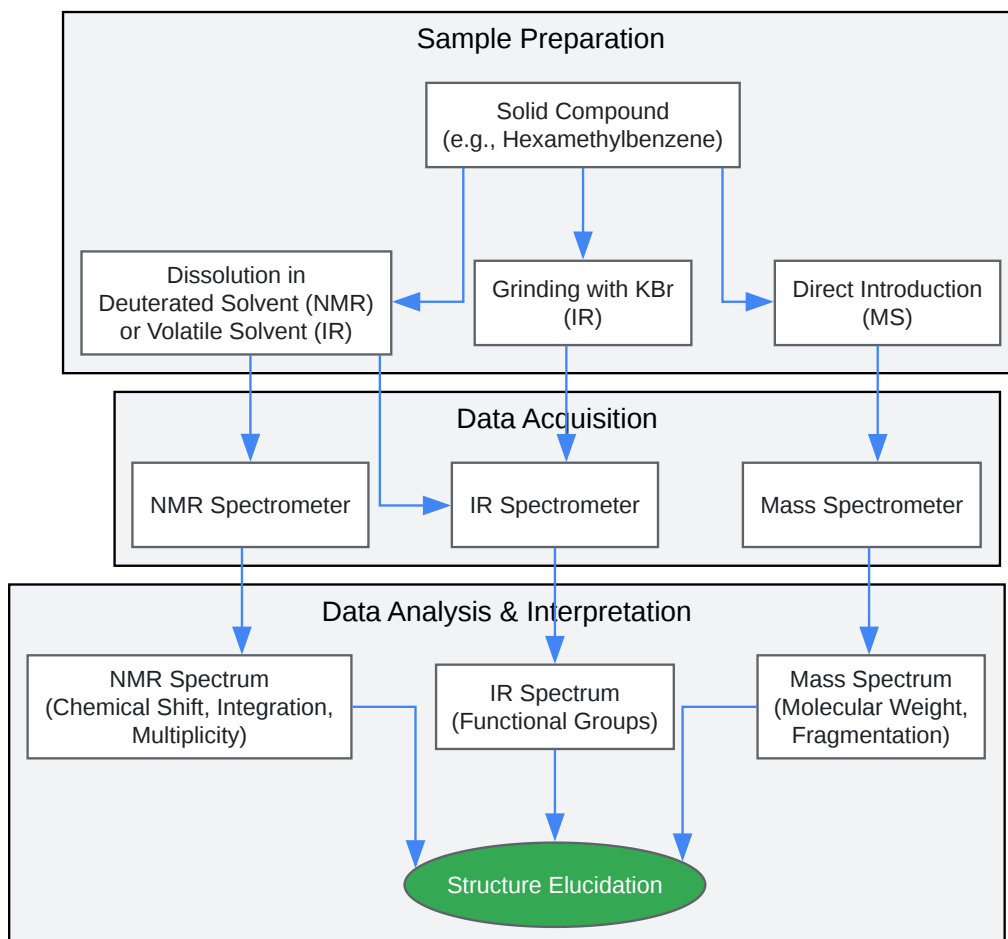 Sample Preparation
Solid Compound
(e.g., Hexamethylbenzene)
Dissolution in
Deuterated Solvent (NMR)
or Volatile Solvent (IR)
Grinding with KBr
(IR)
Direct Introduction
(MS)
Data Acquisition
NMR Spectrometer
IR Spectrometer
Mass Spectrometer
Data Analysis & Interpretation
NMR Spectrum
(Chemical Shift, Integration,
Multiplicity)
IR Spectrum
(Functional Groups)
Mass Spectrum
(Molecular Weight,
Fragmentation)
Structure Elucidation